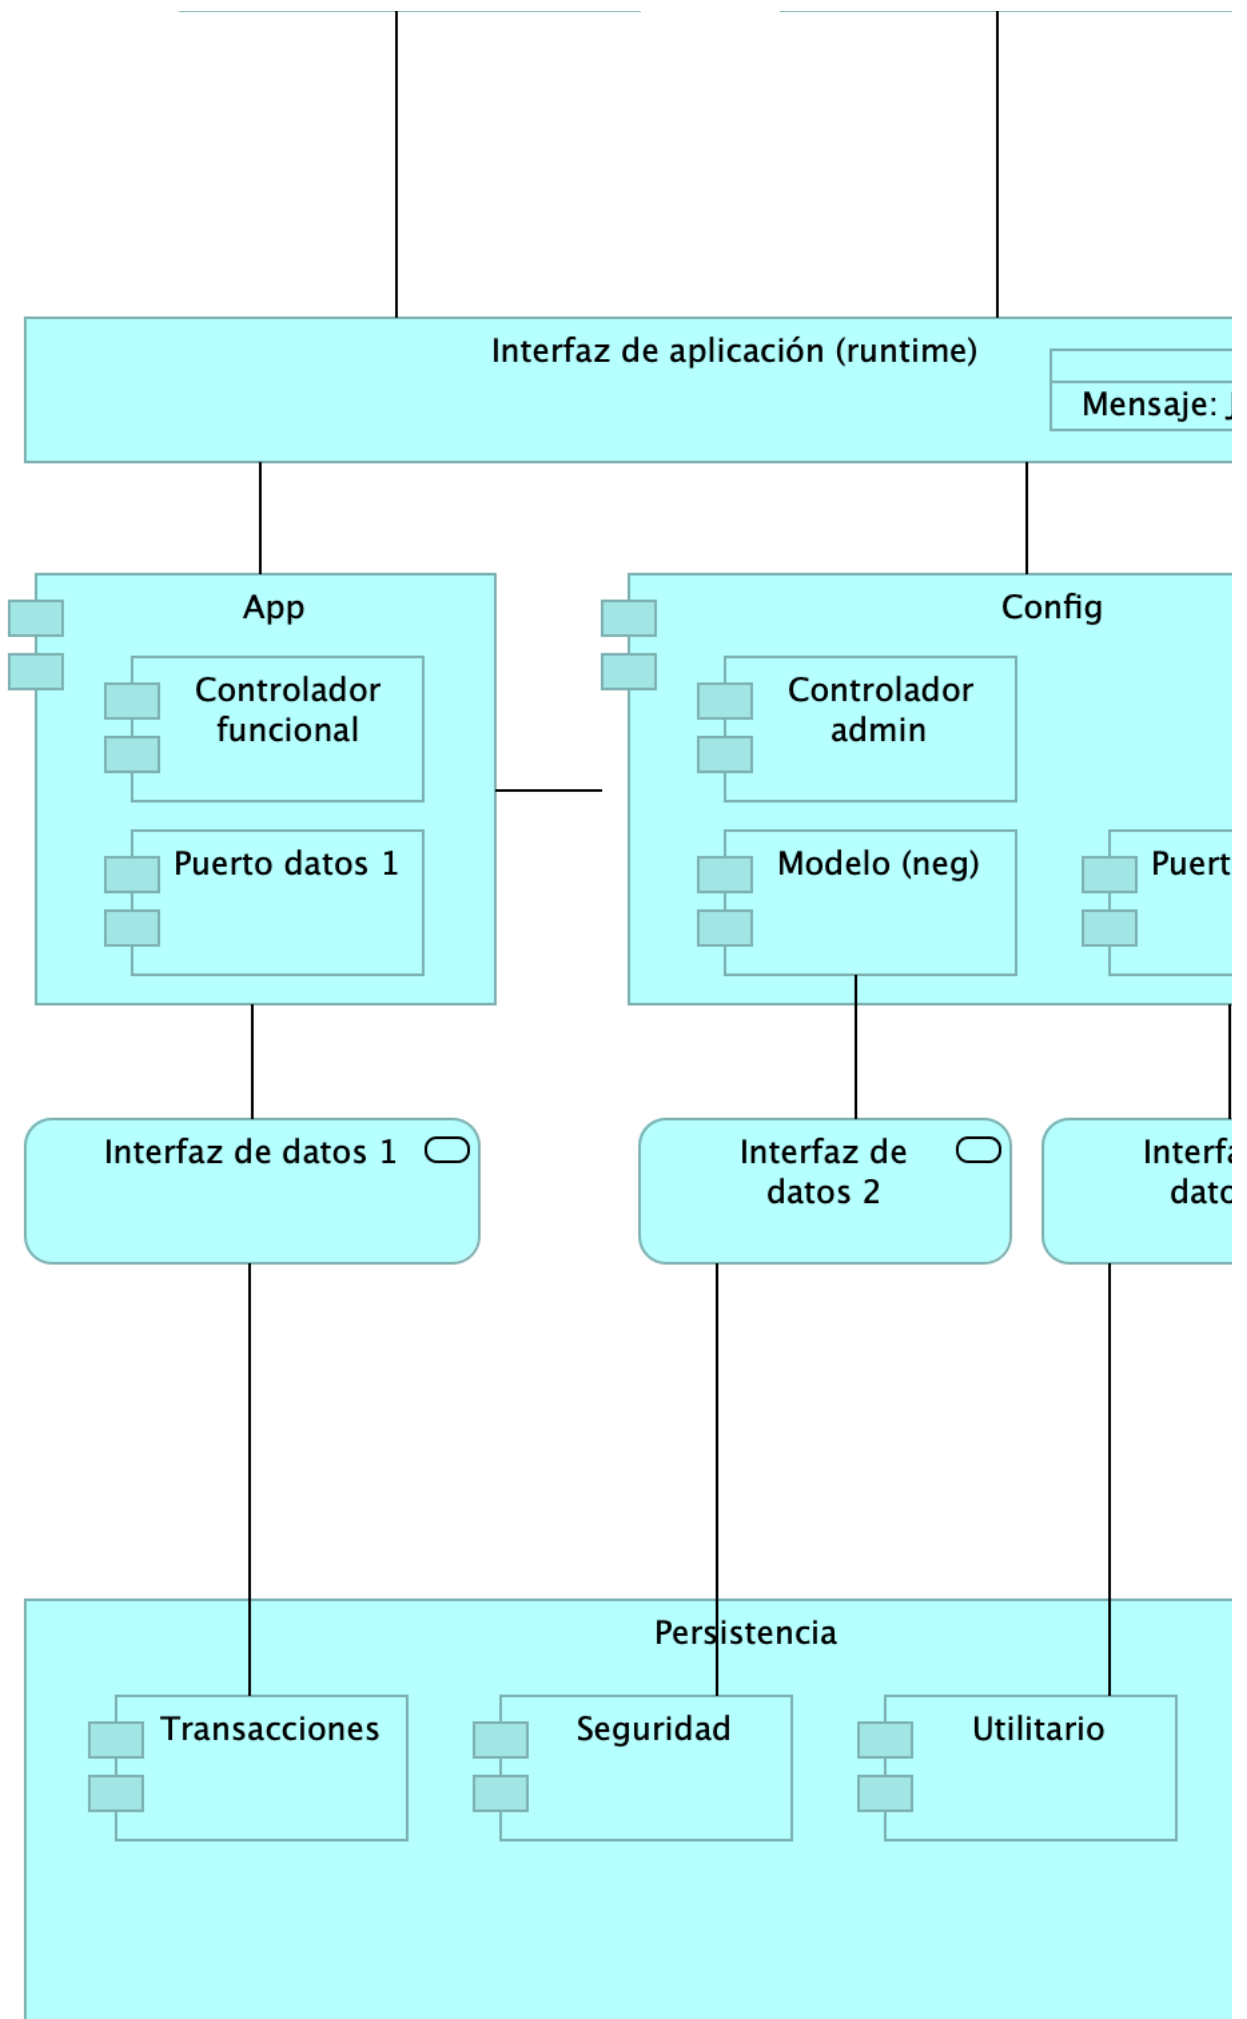 Interfaz de aplicación (runtime)
Mensaje:
App
Config
Controlador
funcional
Controlador
admin
Puerto datos 1
Modelo (neg)
Interfaz de datos 1
Interfaz de
datos 2
Persistencia
Transacciones
Seguridad
Utilitario